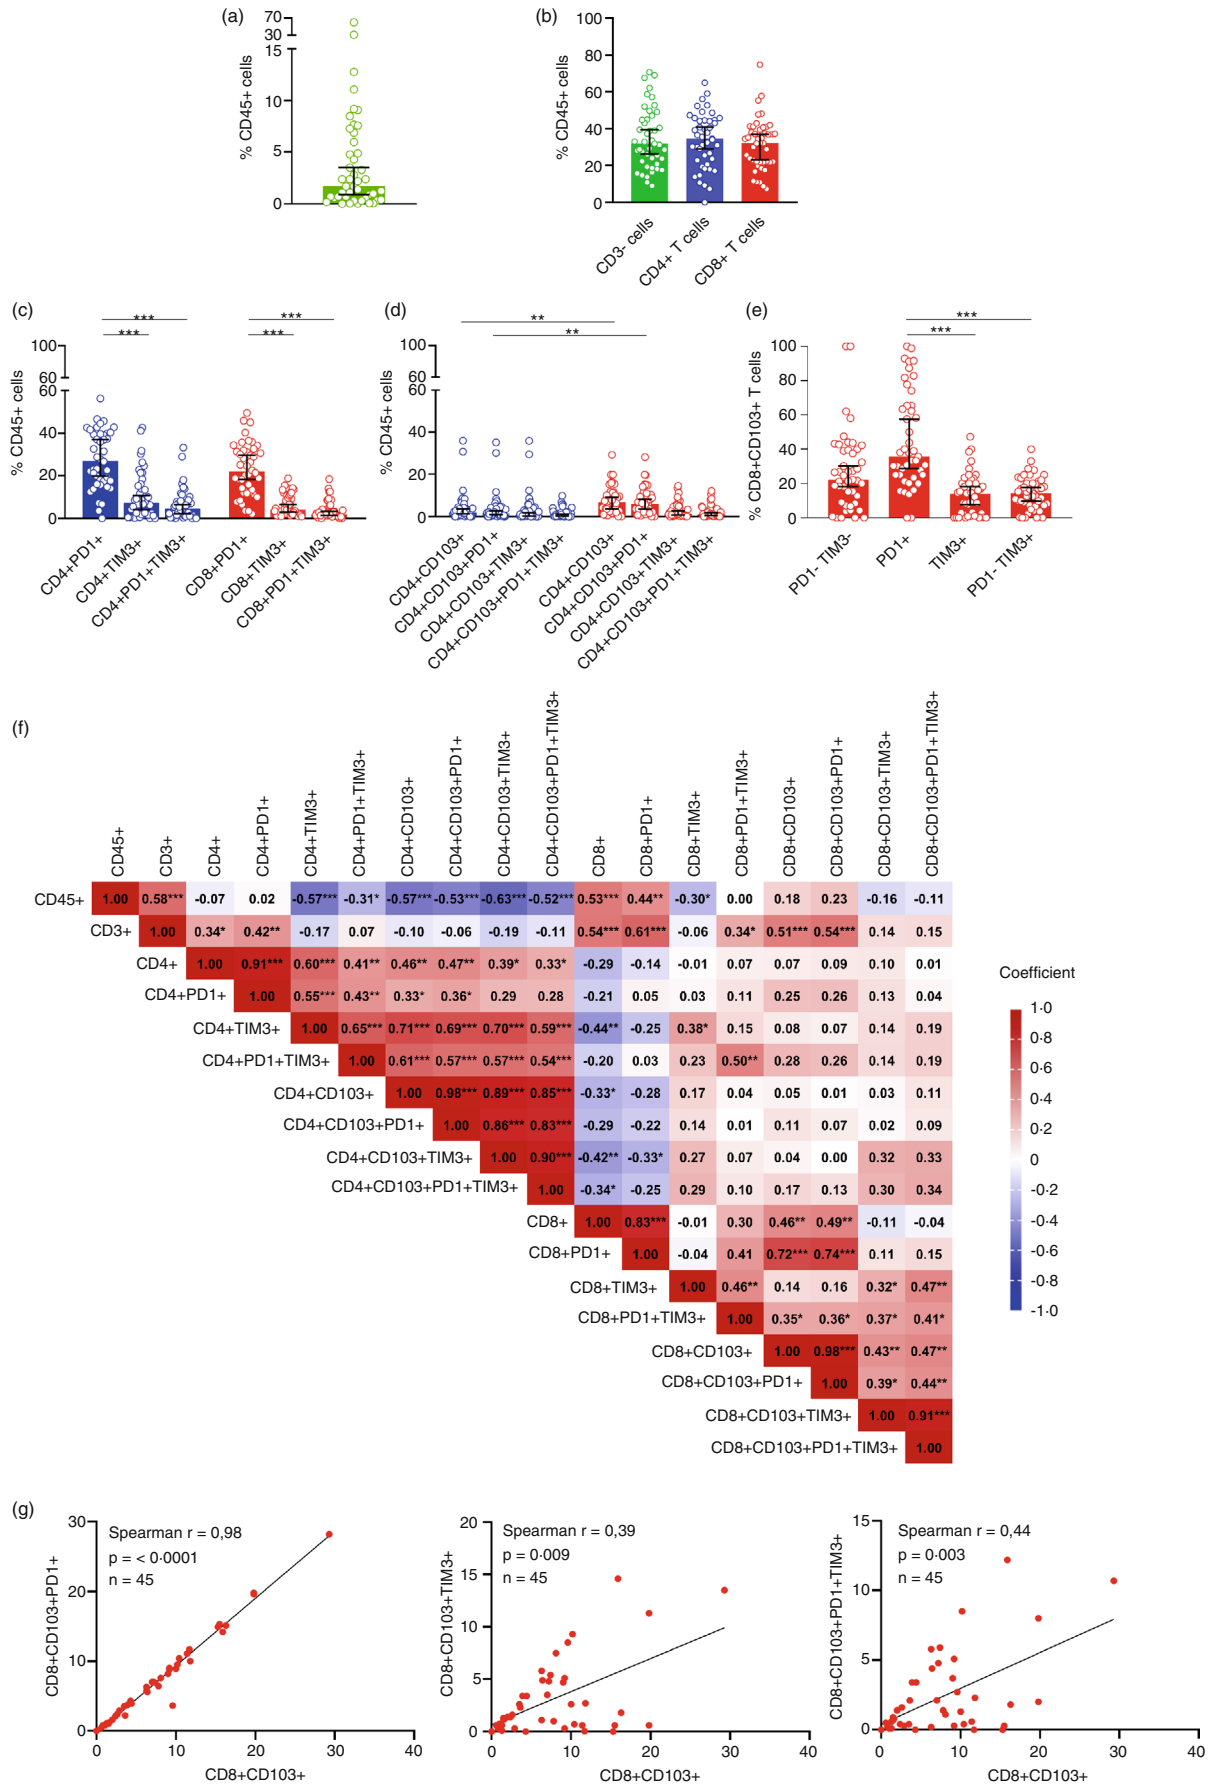 (a)
% CD45+ cells
70
30
15
10
5
0
(b)
% CD45+ cells
100
80
60
40
20
0
CD3- cells
CD4+ T cells
CD8+ T cells
(c)
*** ***
*** ***
% CD45+ cells
100
60
60
40
20
0
CD4+PD1+
CD4+TIM3+
CD4+PD1+TIM3+
CD8+PD1+
CD8+TIM3+
CD8+PD1+TIM3+
(d)
**
**
% CD45+ cells
100
60
60
40
20
0
CD4+CD103+
CD4+CD103+PD1+
CD4+CD103+TIM3+
CD4+CD103+PD1+TIM3+
CD4+CD103+
CD4+CD103+PD1+
CD4+CD103+TIM3+
CD4+CD103+PD1+TIM3+
(e)
***
***
% CD8+CD103+ T cells
100
80
60
40
20
0
PD1- TIM3-
PD1+
TIM3+
PD1- TIM3+
(f)
CD45+
CD3+
CD4+
CD4+PD1+
CD4+TIM3+
CD4+PD1+TIM3+
CD4+CD103+
CD4+CD103+PD1+
CD4+CD103+TIM3+
CD4+CD103+PD1+TIM3+
CD8+
CD8+PD1+
CD8+TIM3+
CD8+PD1+TIM3+
CD8+CD103+
CD8+CD103+PD1+
CD8+CD103+TIM3+
CD8+CD103+PD1+TIM3+
CD45+ 1.00 0.58*** -0.07 0.02 -0.57*** -0.31* -0.57*** -0.53*** -0.63*** -0.52*** 0.53*** 0.44** -0.30* 0.00 0.18 0.23 -0.16 -0.11
CD3+ 1.00 0.34* 0.42** -0.17 0.07 -0.10 -0.06 -0.19 -0.11 0.54*** 0.61*** -0.06 0.34* 0.51*** 0.54*** 0.14 0.15
CD4+ 1.00 0.91*** 0.60*** 0.41** 0.46** 0.47** 0.39* 0.33* -0.29 -0.14 -0.01 0.07 0.07 0.09 0.10 0.01
CD4+PD1+ 1.00 0.55*** 0.43** 0.33* 0.36* 0.29 0.28 -0.21 0.05 0.03 0.11 0.25 0.26 0.13 0.04
CD4+TIM3+ 1.00 0.65*** 0.71*** 0.69*** 0.70*** 0.59*** -0.44** -0.25 0.38* 0.15 0.08 0.07 0.14 0.19
CD4+PD1+TIM3+ 1.00 0.61*** 0.57*** 0.57*** 0.54*** -0.20 0.03 0.23 0.50** 0.28 0.26 0.14 0.19
CD4+CD103+ 1.00 0.98*** 0.89*** 0.85*** -0.33* -0.28 0.17 0.04 0.05 0.01 0.03 0.11
CD4+CD103+PD1+ 1.00 0.86*** 0.83*** -0.29 -0.22 0.14 0.01 0.11 0.07 0.02 0.09
CD4+CD103+TIM3+ 1.00 0.90*** -0.42** -0.33* 0.27 0.07 0.04 0.00 0.32 0.33
CD4+CD103+PD1+TIM3+ 1.00 -0.34* -0.25 0.29 0.10 0.17 0.13 0.30 0.34
CD8+ 1.00 0.83*** -0.01 0.30 0.46** 0.49** -0.11 -0.04
CD8+PD1+ 1.00 -0.04 0.41 0.72*** 0.74*** 0.11 0.15
CD8+TIM3+ 1.00 0.46** 0.14 0.16 0.32* 0.47**
CD8+PD1+TIM3+ 1.00 0.35* 0.36* 0.37* 0.41*
CD8+CD103+ 1.00 0.98*** 0.43** 0.47**
CD8+CD103+PD1+ 1.00 0.39* 0.44**
CD8+CD103+TIM3+ 1.00 0.91***
CD8+CD103+PD1+TIM3+ 1.00
Coefficient
1·0
0·8
0·6
0·4
0·2
0
-0·2
-0·4
-0·6
-0·8
-1·0
(g)
CD8+CD103+PD1+
30
20
10
0
Spearman r = 0,98
p = < 0·0001
n = 45
0 10 20 30 40
CD8+CD103+
CD8+CD103+TIM3+
20
15
10
5
0
Spearman r = 0,39
p = 0·009
n = 45
0 10 20 30 40
CD8+CD103+
CD8+CD103+PD1+TIM3+
15
10
5
0
Spearman r = 0,44
p = 0·003
n = 45
0 10 20 30 40
CD8+CD103+